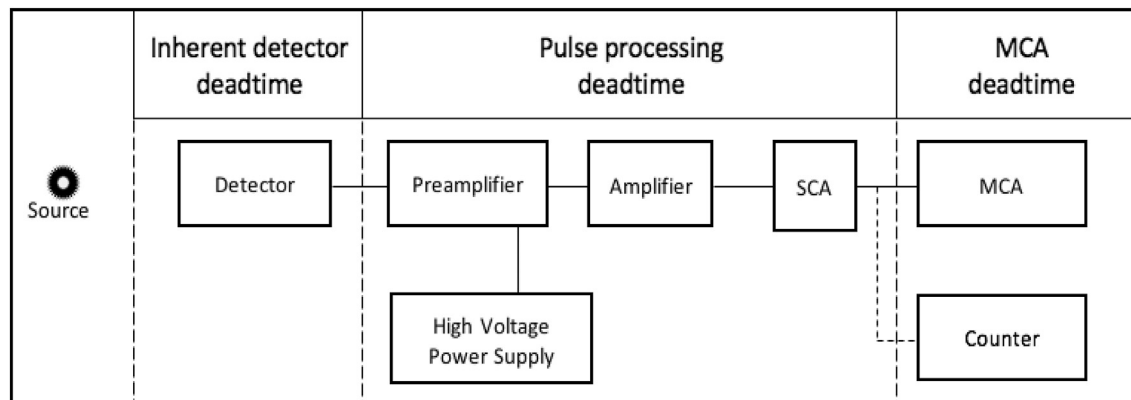 Inherent detector
deadtime
Pulse processing
deadtime
MCA
deadtime
Source
Detector
Preamplifier
Amplifier
SCA
MCA
High Voltage
Power Supply
Counter